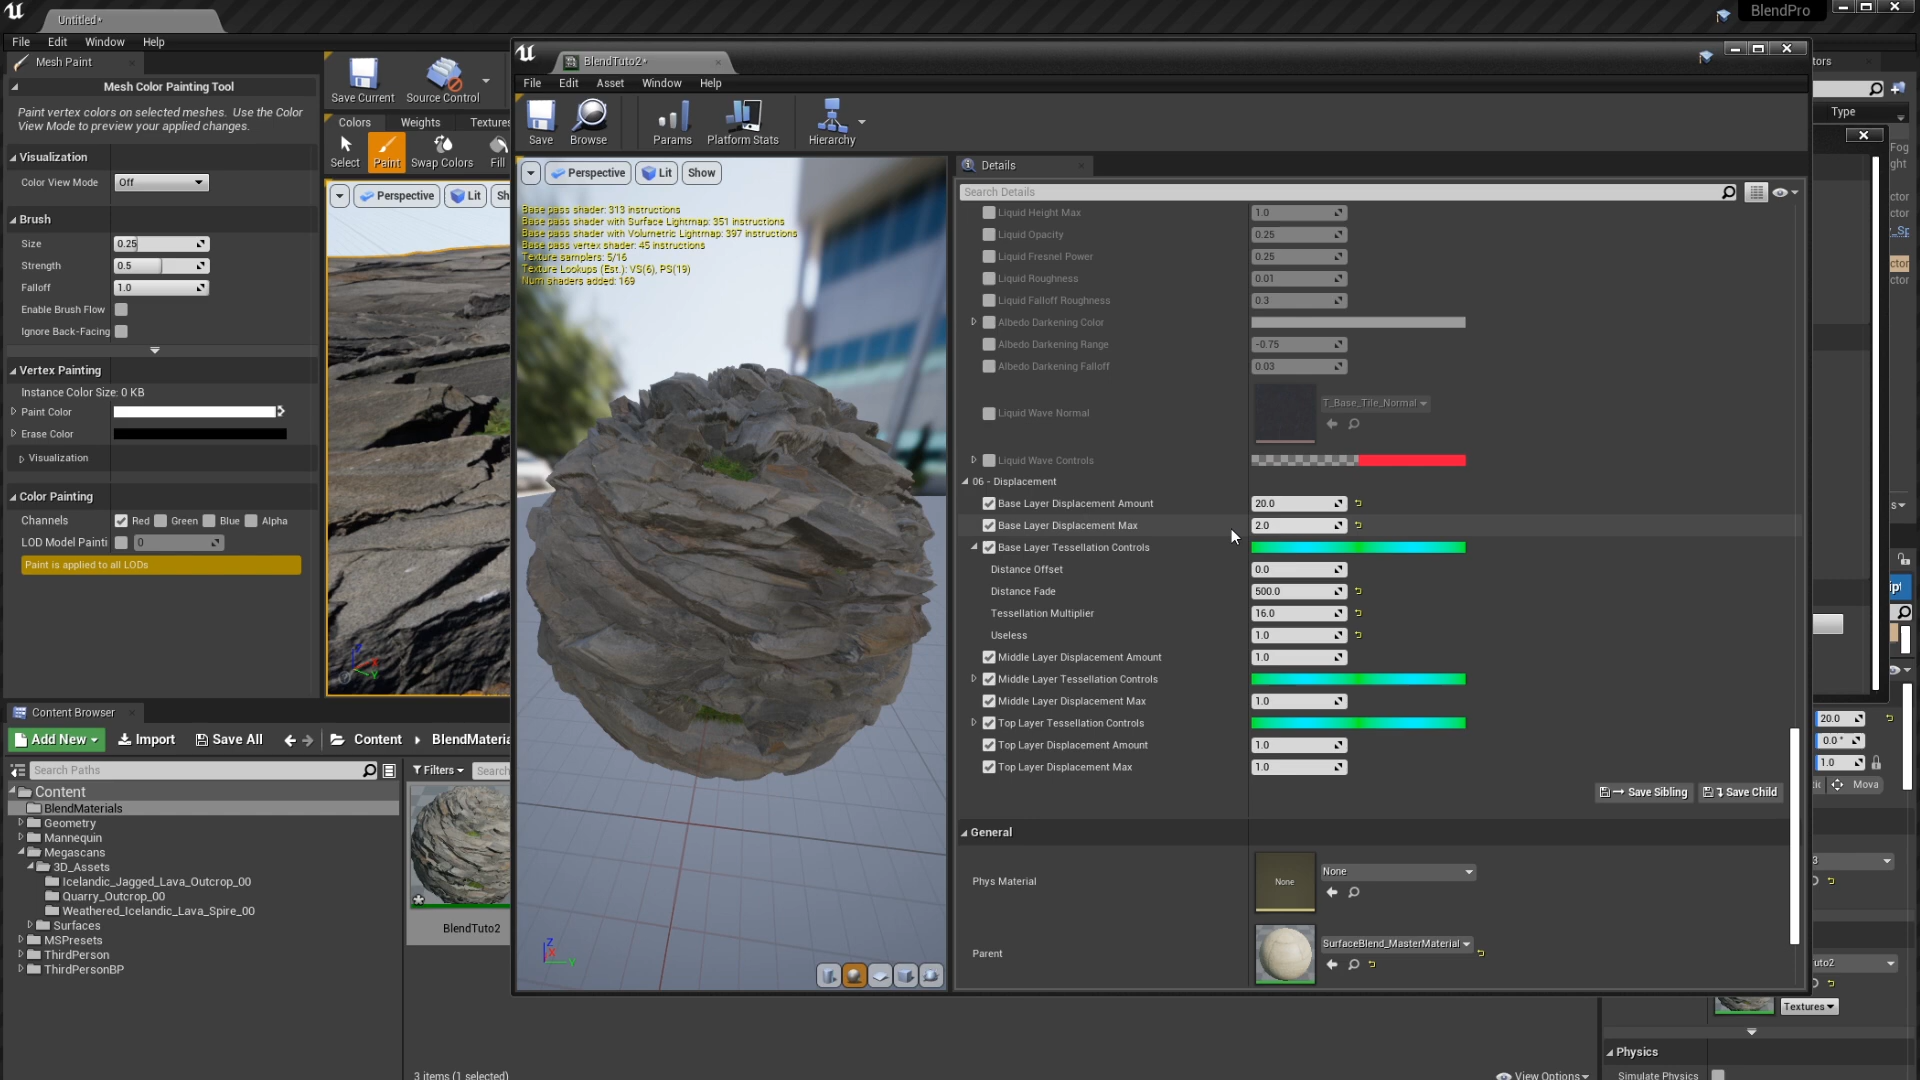 Untitled*
BlendPro
File Edit Window Help
Mesh Paint
Mesh Color Painting Tool
Paint vertex colors on selected meshes. Use the Color
View Mode to preview your applied changes.
Visualization
Color View Mode Off
Brush
Size 0.25
Strength 0.5
Falloff 1.0
Enable Brush Flow
Ignore Back-Facing
Vertex Painting
Instance Color Size: 0 KB
Paint Color
Erase Color
Visualization
Color Painting
Channels Red Green Blue Alpha
LOD Model Painti 0
Paint is applied to all LODs
Save Current Source Control
Colors Weights Textures
Select Paint Swap Colors Fill
Perspective Lit Sh
BlendTuto2*
File Edit Asset Window Help
Save Browse Params Platform Stats Hierarchy
Perspective Lit Show
Base pass shader: 313 instructions
Base pass shader with Surface Lightmap: 351 instructions
Base pass shader with Volumetric Lightmap: 397 instructions
Base pass vertex shader: 45 instructions
Texture samplers: 5/16
Texture Lookups (Est.): VS(6), PS(19)
Num shaders added: 169
Z
Y
Details
Search Details
Liquid Height Max 1.0
Liquid Opacity 0.25
Liquid Fresnel Power 0.25
Liquid Roughness 0.01
Liquid Falloff Roughness 0.3
Albedo Darkening Color
Albedo Darkening Range -0.75
Albedo Darkening Falloff 0.03
Liquid Wave Normal T_Base_Tile_Normal
Liquid Wave Controls
06 - Displacement
Base Layer Displacement Amount 20.0
Base Layer Displacement Max 2.0
Base Layer Tessellation Controls
Distance Offset 0.0
Distance Fade 500.0
Tessellation Multiplier 16.0
Useless 1.0
Middle Layer Displacement Amount 1.0
Middle Layer Tessellation Controls
Middle Layer Displacement Max 1.0
Top Layer Tessellation Controls
Top Layer Displacement Amount 1.0
Top Layer Displacement Max 1.0
Save Sibling Save Child
General
Phys Material None None
Parent SurfaceBlend_MasterMaterial
Content Browser
Add New Import Save All Content BlendMateria
Search Paths
Filters Search
Content
BlendMaterials
Geometry
Mannequin
Megascans
3D_Assets
Icelandic_Jagged_Lava_Outcrop_00
Quarry_Outcrop_00
Weathered_Icelandic_Lava_Spire_00
Surfaces
MSPresets
ThirdPerson
ThirdPersonBP
BlendTuto2
3 items (1 selected)
View Options
tors
Type
Fog
ght
ctor
ctor
_Sp
ctor
ctor
ipt
20.0
0.0 °
1.0
Mova
3
uto2
Textures
Physics
Simulate Physics